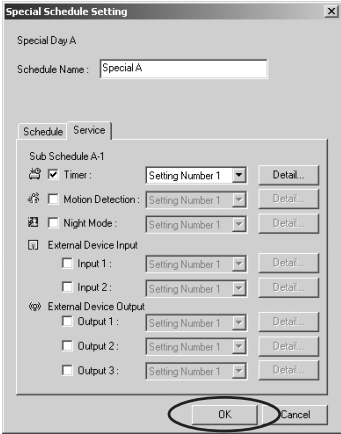 Special Schedule Setting
Special Day A
Schedule Name : Special A
Schedule Service
Sub Schedule A-1
Timer : Setting Number 1 Detail...
Motion Detection : Setting Number 1 Detail...
Night Mode : Setting Number 1 Detail...
External Device Input
Input 1 : Setting Number 1 Detail...
Input 2 : Setting Number 1 Detail...
External Device Output
Output 1 : Setting Number 1 Detail...
Output 2 : Setting Number 1 Detail...
Output 3 : Setting Number 1 Detail...
OK Cancel